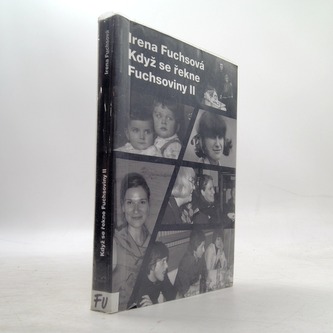 Irena Fuchsová
Když se řekne
Fuchsoviny II
Irena Fuchsová
Když se řekne Fuchsoviny II
FU